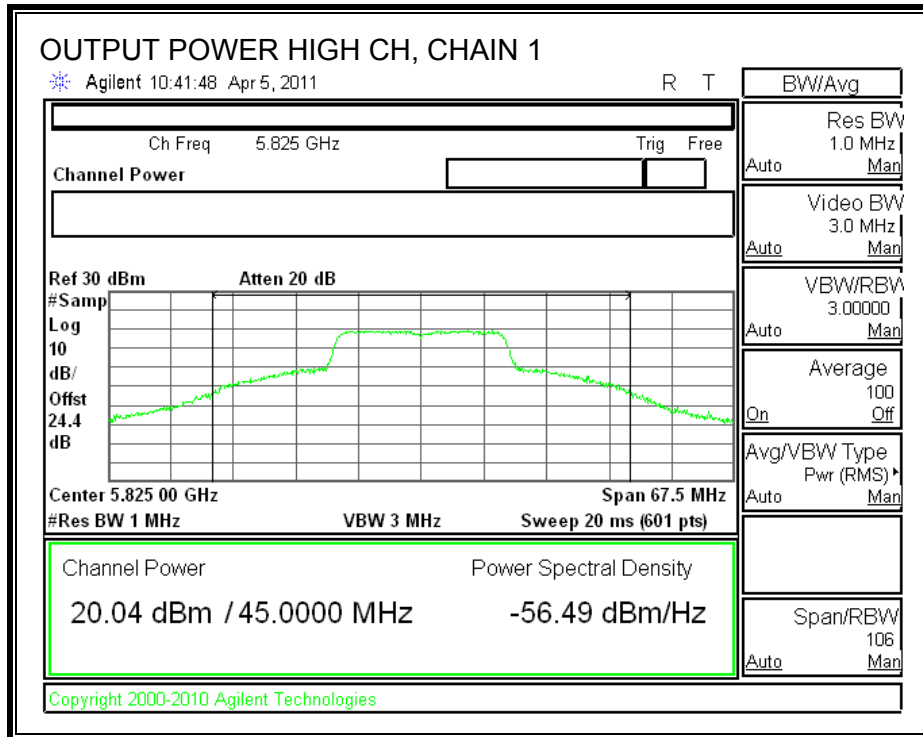 OUTPUT POWER HIGH CH, CHAIN 1
Agilent 10:41:48 Apr 5, 2011 R T
BW/Avg
Ch Freq 5.825 GHz Trig Free
Channel Power
Res BW
1.0 MHz
Auto Man
Video BW
3.0 MHz
Auto Man
VBW/RBW
3.00000
Auto Man
Average
100
On Off
Avg/VBW Type
Pwr (RMS)
Auto Man
Span/RBW
106
Auto Man
Ref 30 dBm Atten 20 dB
#Samp
Log
10
dB/
Offst
24.4
dB
Center 5.825 00 GHz Span 67.5 MHz
#Res BW 1 MHz VBW 3 MHz Sweep 20 ms (601 pts)
Channel Power Power Spectral Density
20.04 dBm / 45.0000 MHz -56.49 dBm/Hz
Copyright 2000-2010 Agilent Technologies